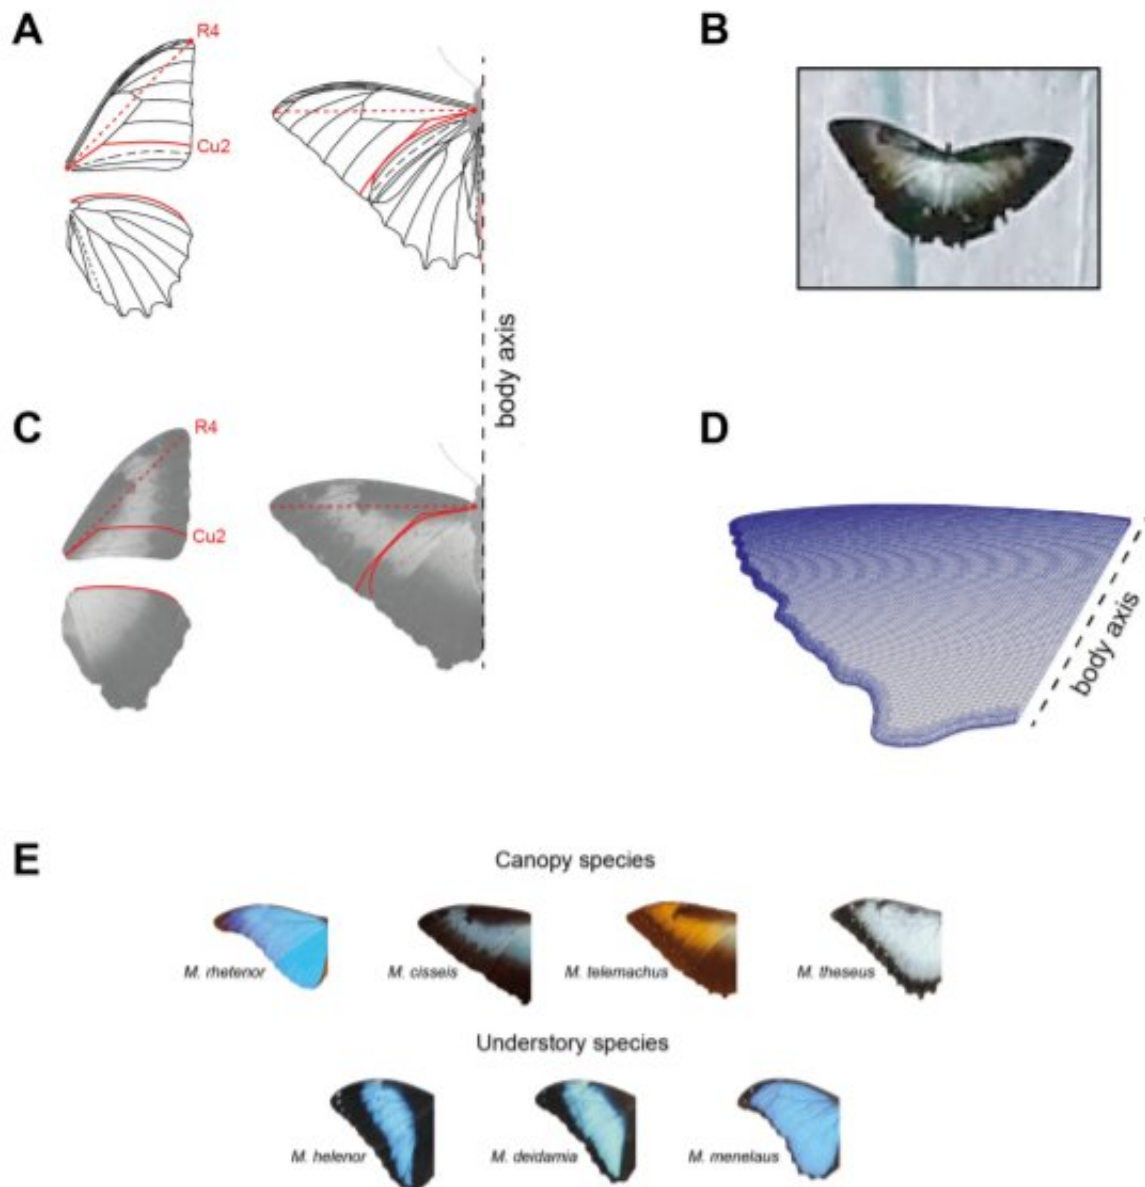 A
R4
Cu2
B
body axis
C
R4
Cu2
D
body axis
E
Canopy species
M. rhetenor
M. cisseis
M. telemachus
M. theseus
Understory species
M. helenor
M. deidamia
M. menelaus